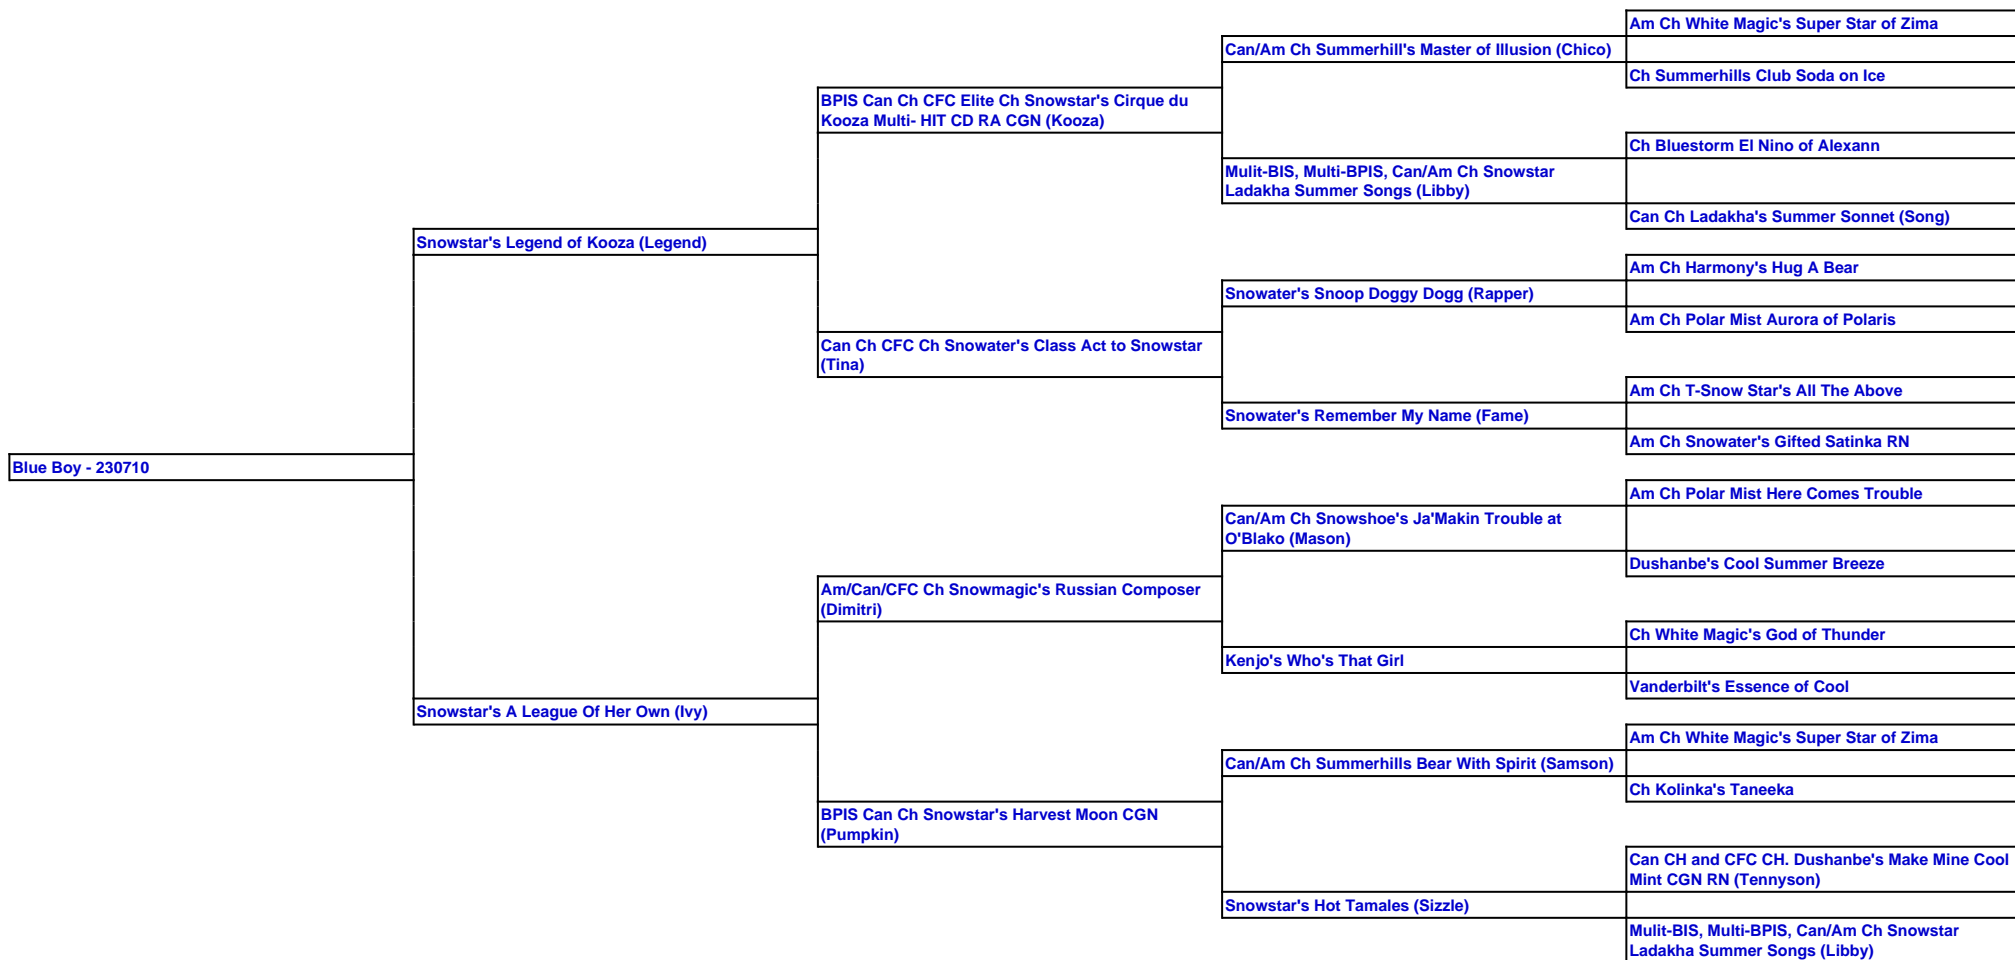 Am Ch White Magic's Super Star of Zima
Can/Am Ch Summerhill's Master of Illusion (Chico)
Ch Summerhills Club Soda on Ice
BPIS Can Ch CFC Elite Ch Snowstar's Cirque du
Kooza Multi- HIT CD RA CGN (Kooza)
Ch Bluestorm El Nino of Alexann
Mulit-BIS, Multi-BPIS, Can/Am Ch Snowstar
Ladakha Summer Songs (Libby)
Can Ch Ladakha's Summer Sonnet (Song)
Snowstar's Legend of Kooza (Legend)
Am Ch Harmony's Hug A Bear
Snowater's Snoop Doggy Dogg (Rapper)
Am Ch Polar Mist Aurora of Polaris
Can Ch CFC Ch Snowater's Class Act to Snowstar
(Tina)
Am Ch T-Snow Star's All The Above
Snowater's Remember My Name (Fame)
Am Ch Snowater's Gifted Satinka RN
Blue Boy - 230710
Am Ch Polar Mist Here Comes Trouble
Can/Am Ch Snowshoe's Ja'Makin Trouble at
O'Blako (Mason)
Dushanbe's Cool Summer Breeze
Am/Can/CFC Ch Snowmagic's Russian Composer
(Dimitri)
Ch White Magic's God of Thunder
Kenjo's Who's That Girl
Vanderbilt's Essence of Cool
Snowstar's A League Of Her Own (Ivy)
Am Ch White Magic's Super Star of Zima
Can/Am Ch Summerhills Bear With Spirit (Samson)
Ch Kolinka's Taneeka
BPIS Can Ch Snowstar's Harvest Moon CGN
(Pumpkin)
Can CH and CFC CH. Dushanbe's Make Mine Cool
Mint CGN RN (Tennyson)
Snowstar's Hot Tamales (Sizzle)
Mulit-BIS, Multi-BPIS, Can/Am Ch Snowstar
Ladakha Summer Songs (Libby)